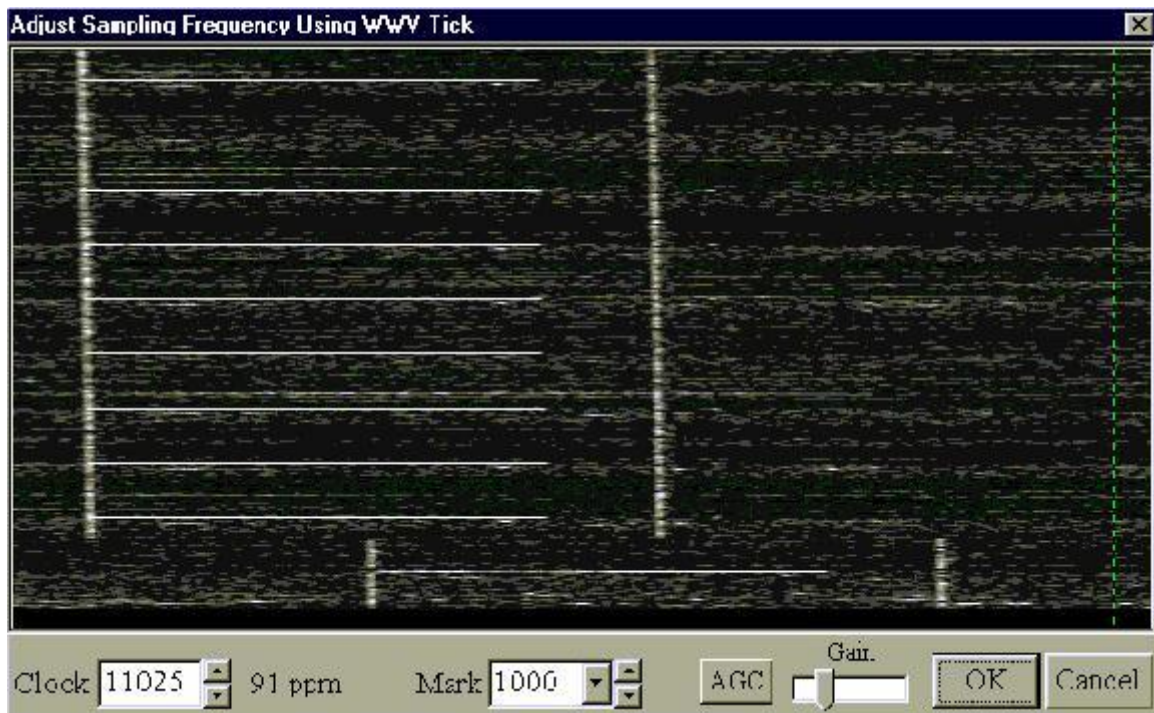 Adjust Sampling Frequency Using WWV Tick
Gain
Clock 11025 91 ppm Mark 1000 AGC OK Cancel